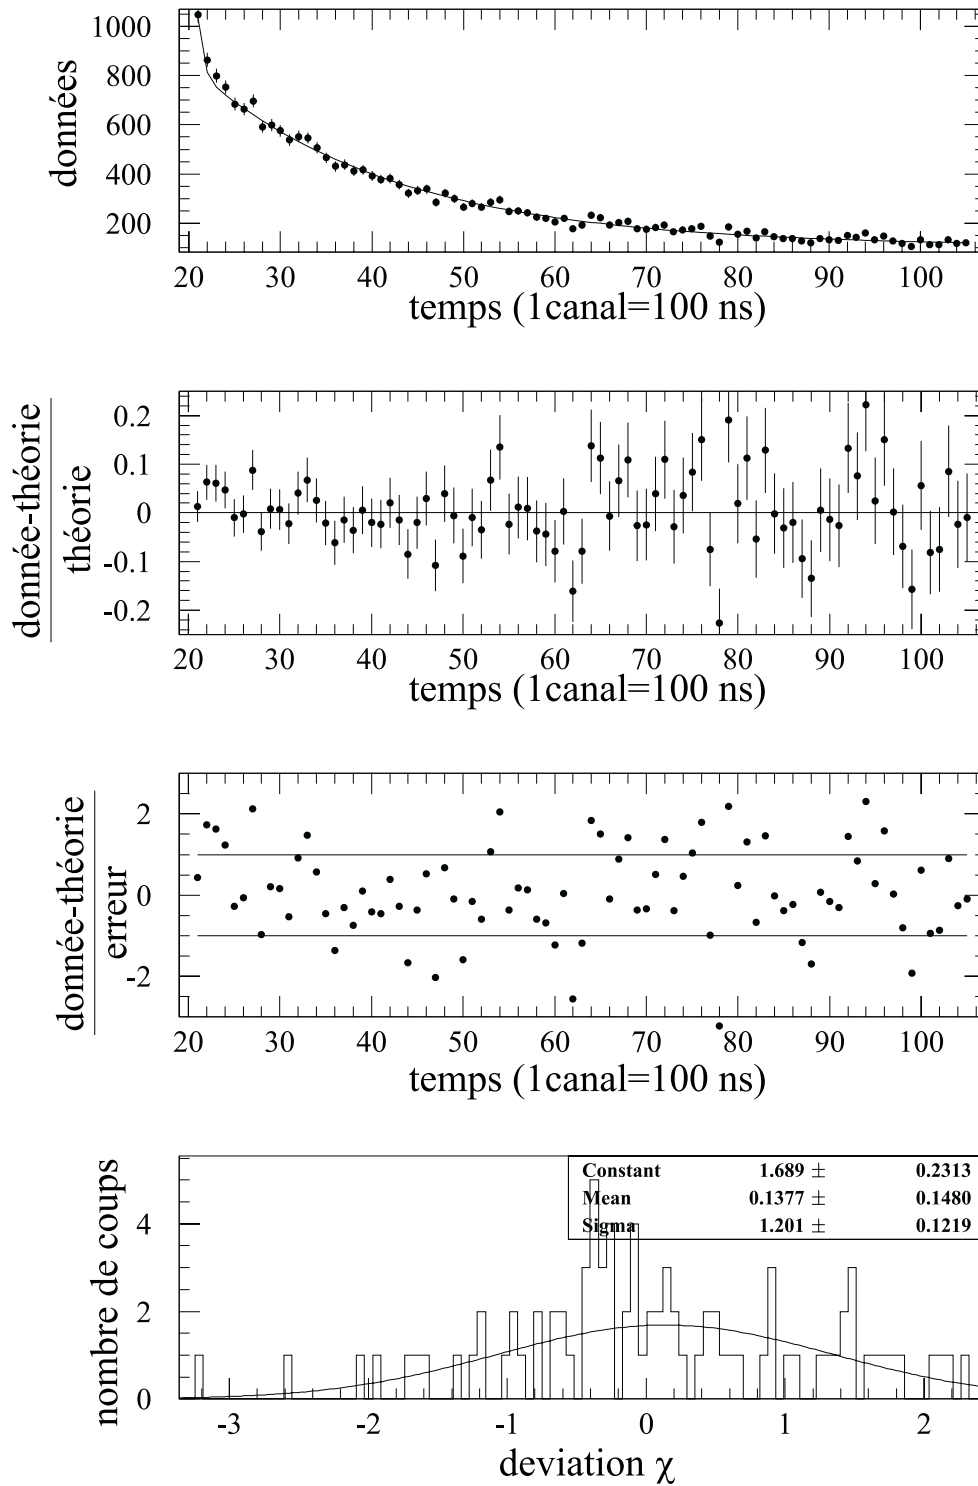 données
1000
800
600
400
200
20 30 40 50 60 70 80 90 100
temps (1canal=100 ns)
donnée-théorie
théorie
0.2
0.1
0
-0.1
-0.2
20 30 40 50 60 70 80 90 100
temps (1canal=100 ns)
donnée-théorie
erreur
2
0
-2
20 30 40 50 60 70 80 90 100
temps (1canal=100 ns)
nombre de coups
4
2
0
Constant 1.689 ± 0.2313
Mean 0.1377 ± 0.1480
Sigma 1.201 ± 0.1219
-3 -2 -1 0 1 2
deviation χ